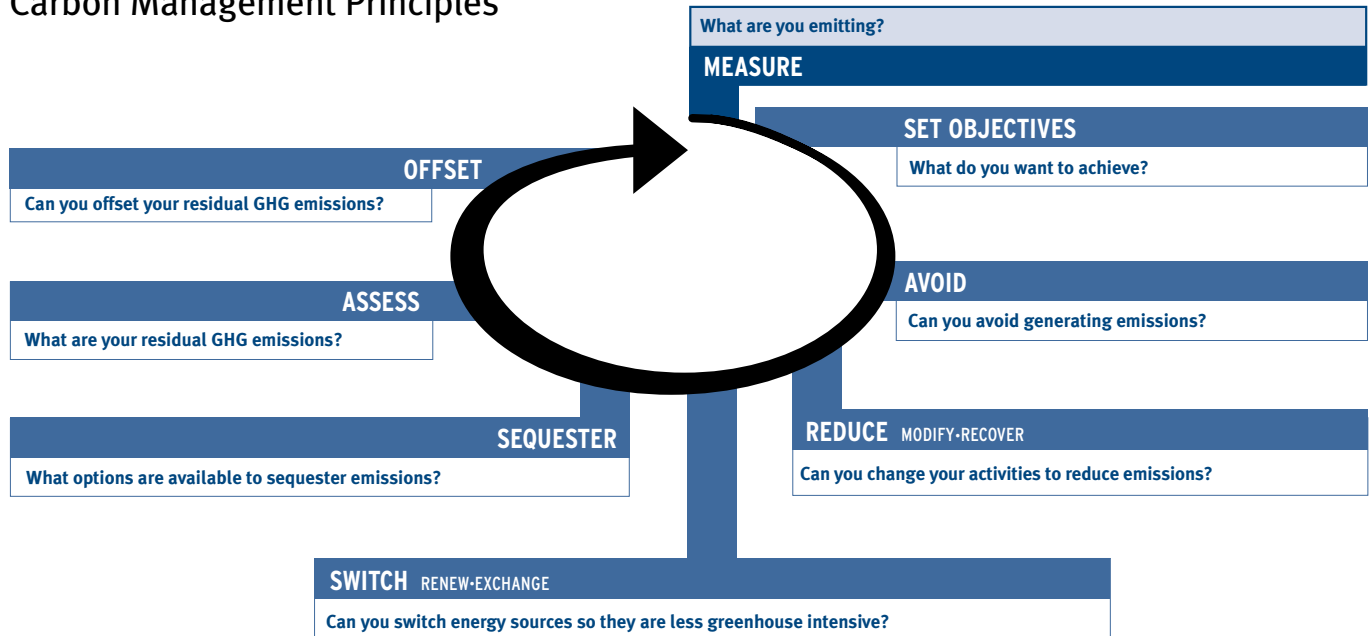 Carbon Management Principles
What are you emitting?
MEASURE
SET OBJECTIVES
What do you want to achieve?
AVOID
Can you avoid generating emissions?
REDUCE MODIFY·RECOVER
Can you change your activities to reduce emissions?
SWITCH RENEW·EXCHANGE
Can you switch energy sources so they are less greenhouse intensive?
SEQUESTER
What options are available to sequester emissions?
ASSESS
What are your residual GHG emissions?
OFFSET
Can you offset your residual GHG emissions?